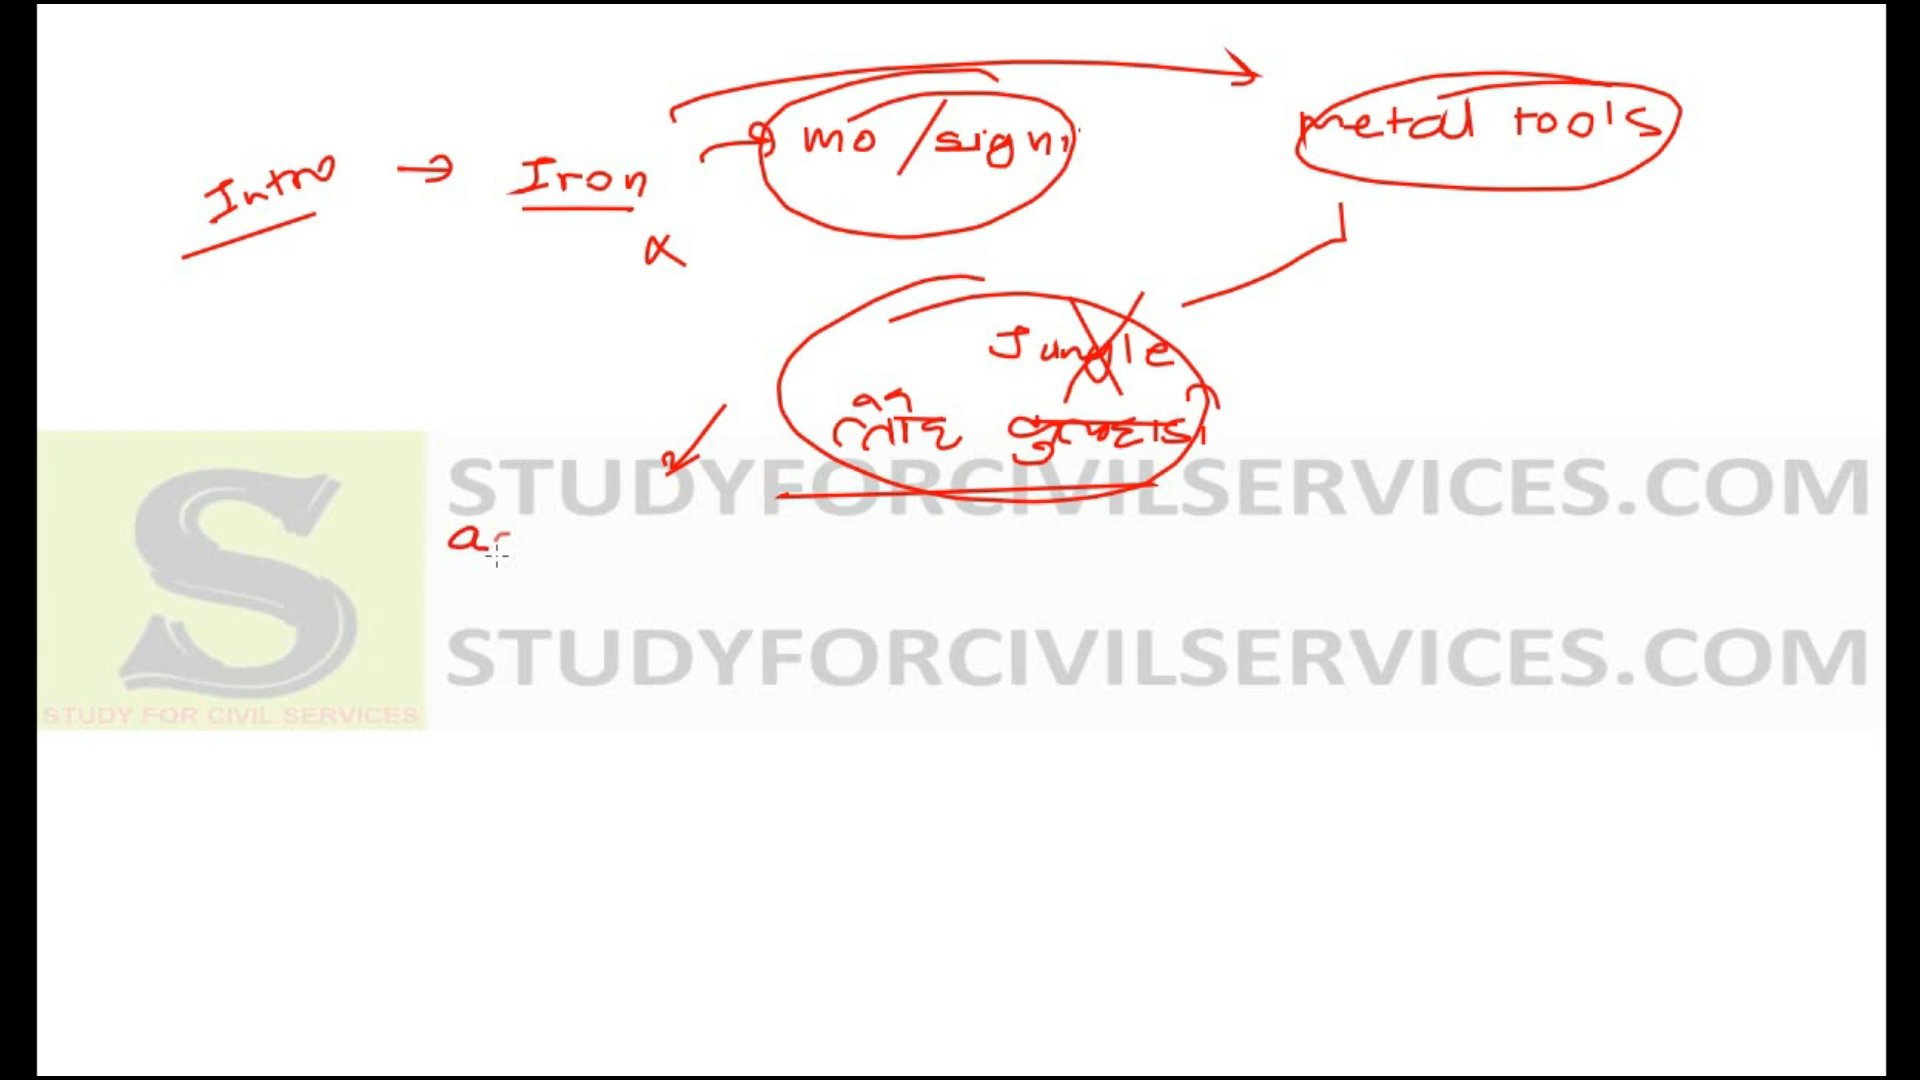 Intro → Iron
mo/signi
metal tools
Jungle
लोह कुल्हाडी
STUDYFORCIVILSERVICES.COM
a
STUDYFORCIVILSERVICES.COM
STUDY FOR CIVIL SERVICES